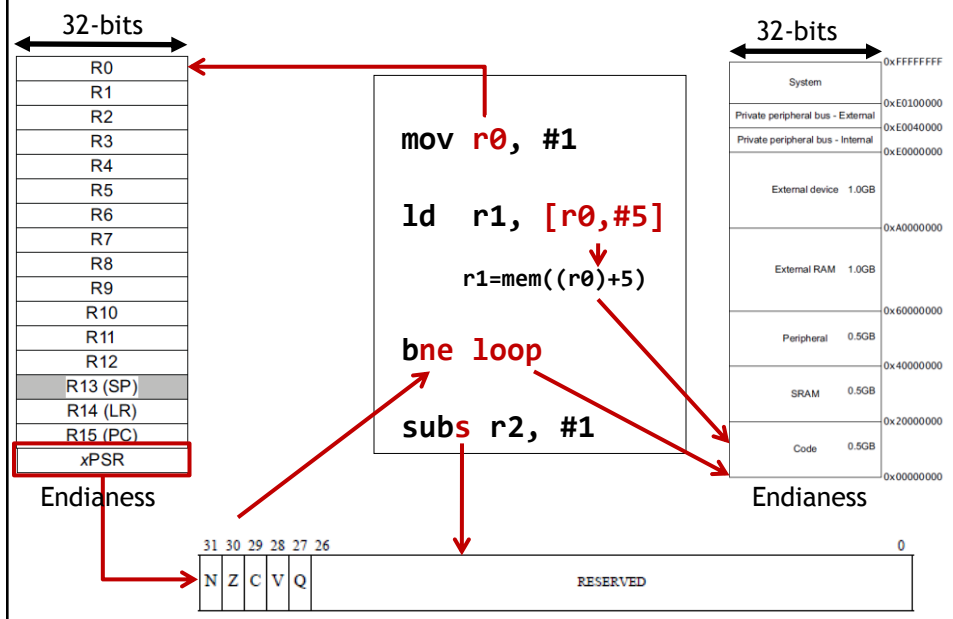 32-bits
R0
R1
R2
R3
R4
R5
R6
R7
R8
R9
R10
R11
R12
R13 (SP)
R14 (LR)
R15 (PC)
xPSR
Endianess
mov r0, #1
ld r1, [r0,#5]
r1=mem((r0)+5)
bne loop
subs r2, #1
32-bits
0xFFFFFFFF
System
0xE0100000
Private peripheral bus - External
0xE0040000
Private peripheral bus - Internal
0xE0000000
External device 1.0GB
0xA0000000
External RAM 1.0GB
0x60000000
Peripheral 0.5GB
0x40000000
SRAM 0.5GB
0x20000000
Code 0.5GB
0x00000000
Endianess
31 30 29 28 27 26 0
N Z C V Q RESERVED